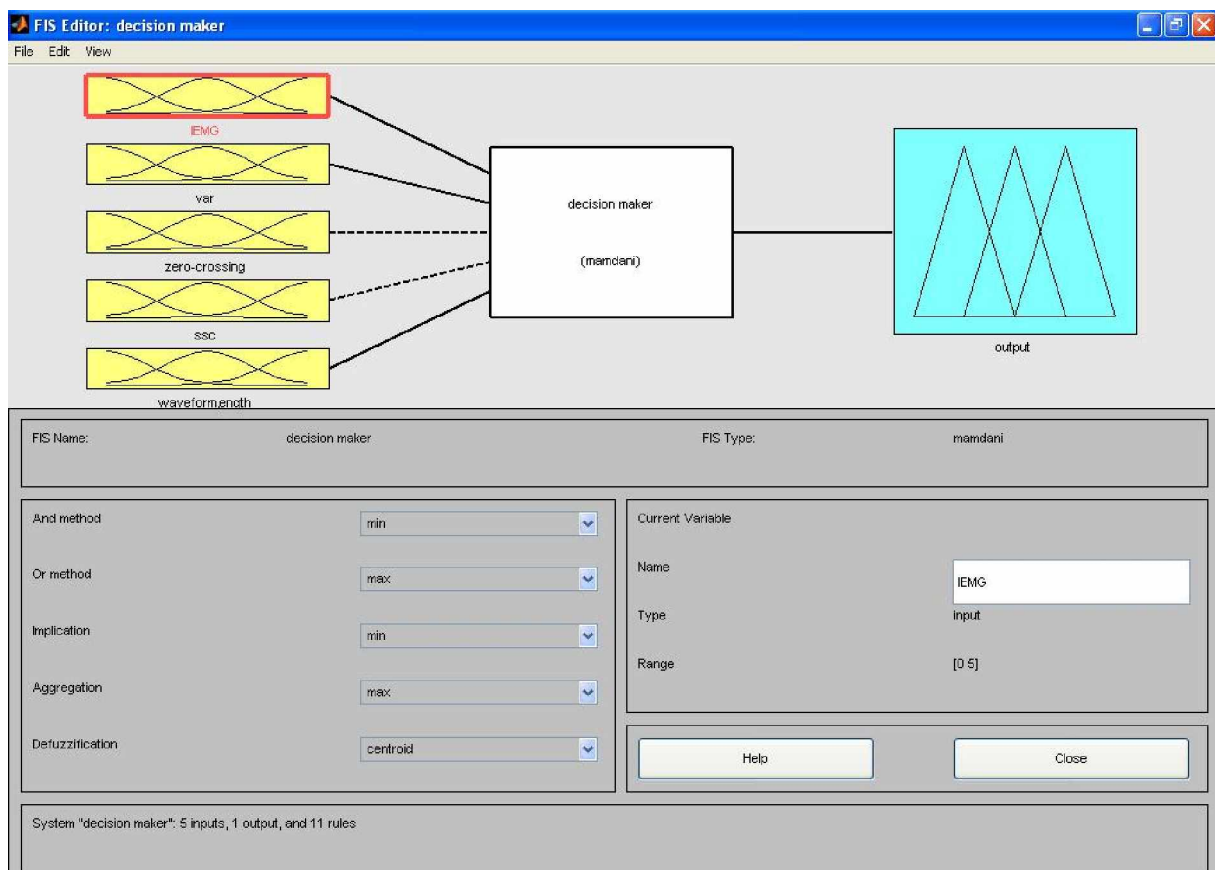 FIS Editor: decision maker
File Edit View
IEMG
var
zero-crossing
ssc
waveform,ength
decision maker
(mamdani)
output
FIS Name: decision maker FIS Type: mamdani
And method min
Or method max
Implication min
Aggregation max
Defuzzification centroid
Current Variable
Name IEMG
Type input
Range [0 5]
Help Close
System "decision maker": 5 inputs, 1 output, and 11 rules